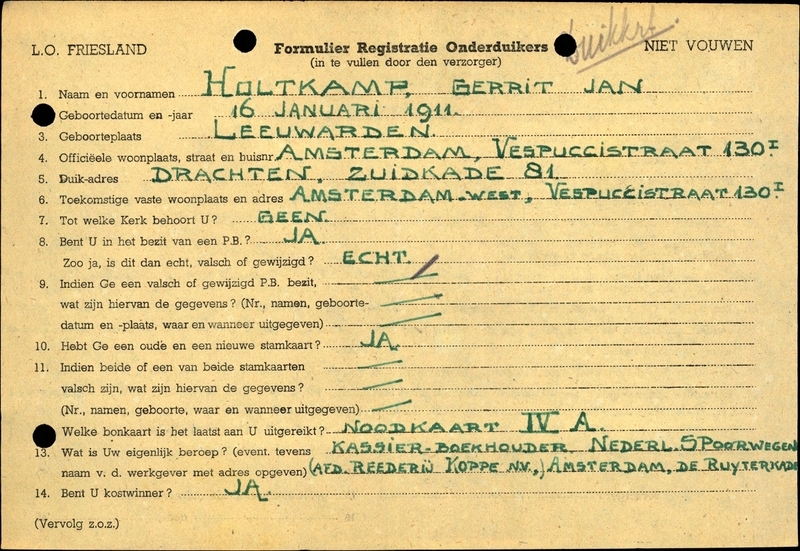 L.O. FRIESLAND Formulier Registratie Onderduikers NIET VOUWEN
(in te vullen door den verzorger)
1. Naam en voornamen HOLTKAMP, GERRIT JAN
Geboortedatum en -jaar 16 JANUARI 1911.
3. Geboorteplaats LEEUWARDEN.
4. Officiëele woonplaats, straat en huisnr. AMSTERDAM, VESPUCCISTRAAT 130 I
5. Duik-adres DRACHTEN, ZUIDKADE 81
6. Toekomstige vaste woonplaats en adres AMSTERDAM-WEST, VESPUCCISTRAAT 130 I
7. Tot welke Kerk behoort U? GEEN.
8. Bent U in het bezit van een P.B.? JA.
Zoo ja, is dit dan echt, valsch of gewijzigd? ECHT.
9. Indien Ge een valsch of gewijzigd P.B. bezit,
wat zijn hiervan de gegevens? (Nr., namen, geboorte-
datum en -plaats, waar en wanneer uitgegeven)
10. Hebt Ge een oude en een nieuwe stamkaart? JA.
11. Indien beide of een van beide stamkaarten
valsch zijn, wat zijn hiervan de gegevens?
(Nr., namen, geboorte, waar en wanneer uitgegeven)
Welke bonkaart is het laatst aan U uitgereikt? NOODKAART IV A.
13. Wat is Uw eigenlijk beroep? (event. tevens KASSIER-BOEKHOUDER NEDERL. SPOORWEGEN
naam v. d. werkgever met adres opgeven) (AFD. REEDERIJ KOPPE N.V.,) AMSTERDAM, DE RUYTERKADE
14. Bent U kostwinner? JA.
(Vervolg z.o.z.)